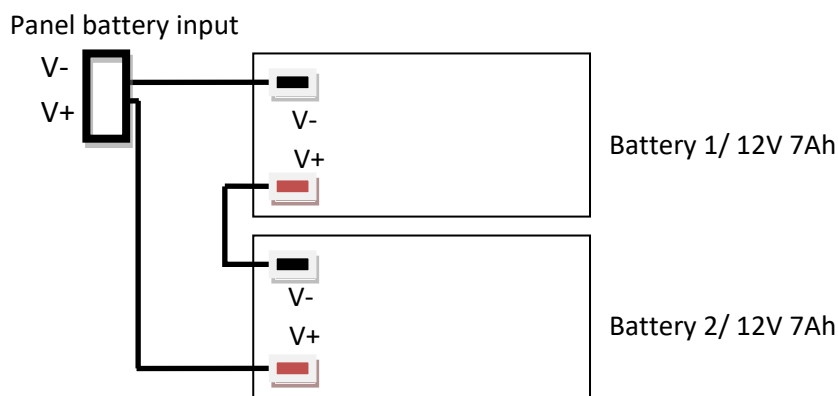 Panel battery input
V-
V+
V-
V+
Battery 1/ 12V 7Ah
V-
V+
Battery 2/ 12V 7Ah